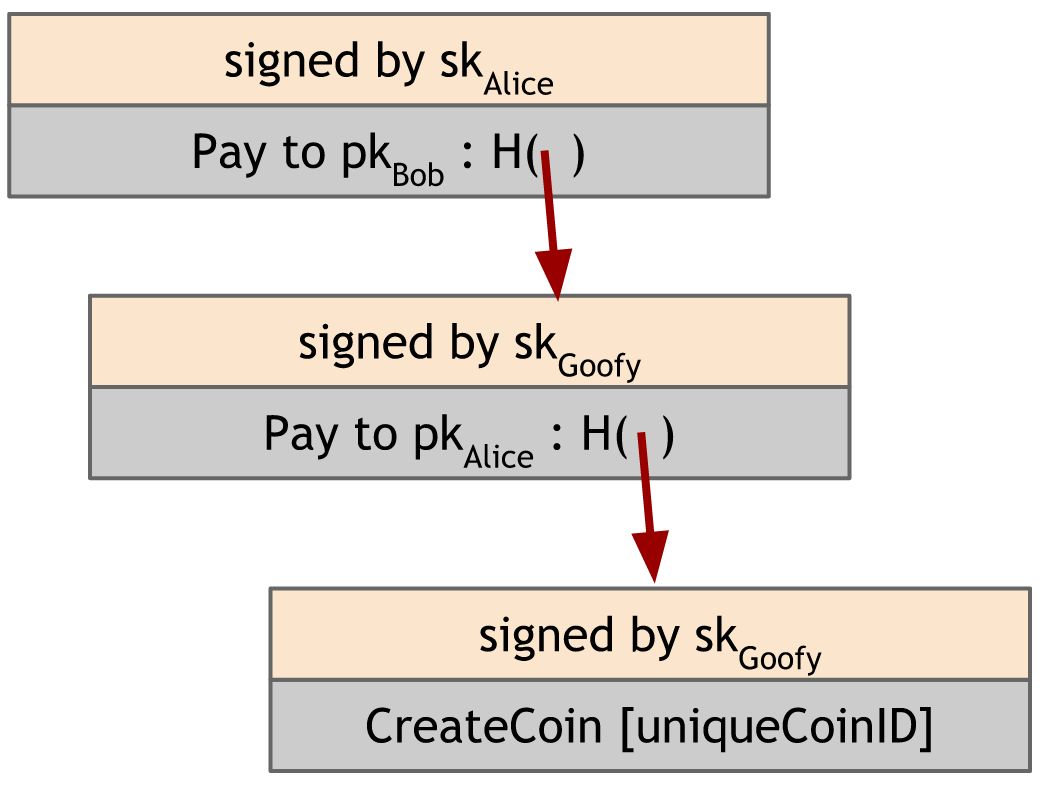 signed by skAlice
Pay to pkBob : H( )
signed by skGoofy
Pay to pkAlice : H( )
signed by skGoofy
CreateCoin [uniqueCoinID]